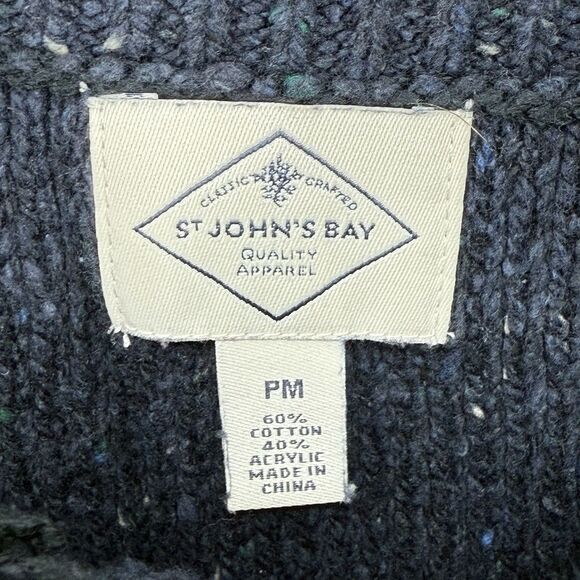 CLASSIC CRAFTED
ST JOHN'S BAY
QUALITY
APPAREL
PM
60%
COTTON
40%
ACRYLIC
MADE IN
CHINA